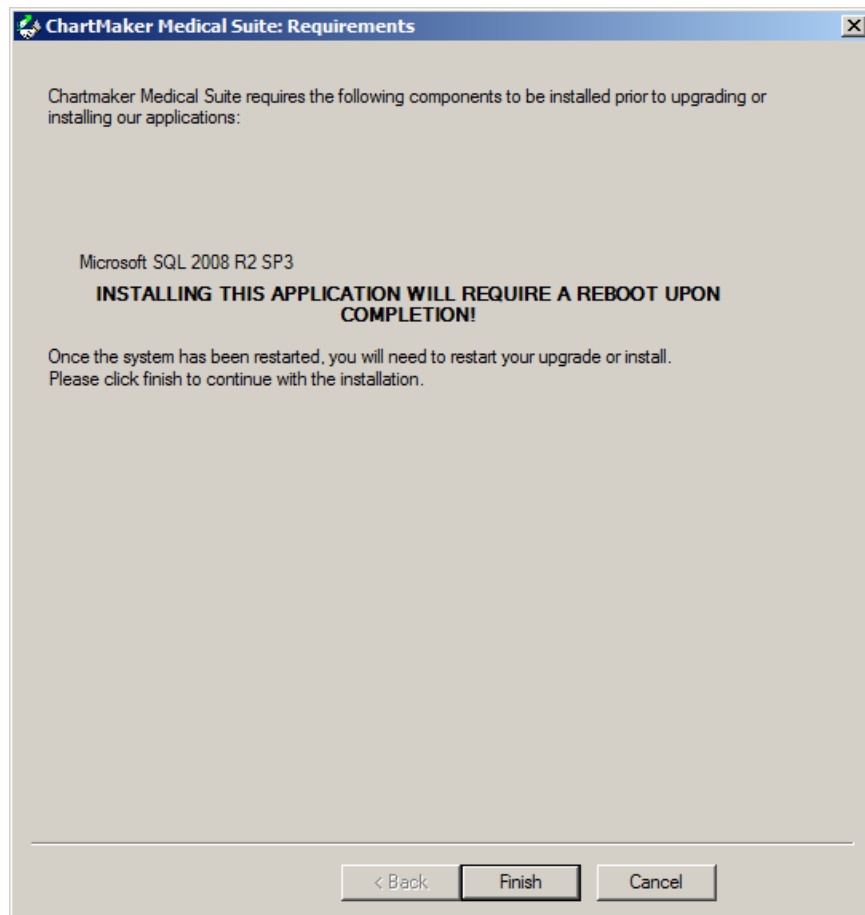 ChartMaker Medical Suite: Requirements
Chartmaker Medical Suite requires the following components to be installed prior to upgrading or
installing our applications:
Microsoft SQL 2008 R2 SP3
INSTALLING THIS APPLICATION WILL REQUIRE A REBOOT UPON
COMPLETION!
Once the system has been restarted, you will need to restart your upgrade or install.
Please click finish to continue with the installation.
< Back Finish Cancel